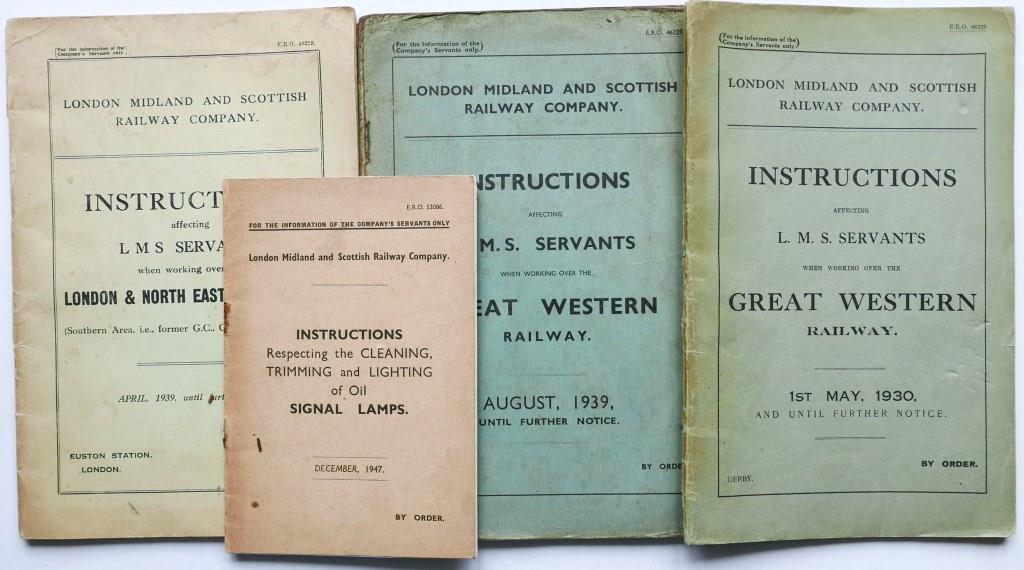 (For the information of the
Company's Servants only.)
E.R.O. 46228.
LONDON MIDLAND AND SCOTTISH
RAILWAY COMPANY.
INSTRUCT
affecting
L M S SERVA
when working over
LONDON & NORTH EAST
(Southern Area, i.e., former G.C., G
APRIL, 1939, until furt
EUSTON STATION,
LONDON.
E.R.O. 52086.
FOR THE INFORMATION OF THE COMPANY'S SERVANTS ONLY
London Midland and Scottish Railway Company.
INSTRUCTIONS
Respecting the CLEANING,
TRIMMING and LIGHTING
of Oil
SIGNAL LAMPS.
DECEMBER, 1947.
BY ORDER.
(For the information of the
Company's Servants only.)
E.R.O. 46229
LONDON MIDLAND AND SCOTTISH
RAILWAY COMPANY.
NSTRUCTIONS
AFFECTING
M. S. SERVANTS
WHEN WORKING OVER THE
EAT WESTERN
RAILWAY.
AUGUST, 1939,
UNTIL FURTHER NOTICE.
BY ORDE
(For the information of the
Company's Servants only.)
E.R.O. 46229
LONDON MIDLAND AND SCOTTISH
RAILWAY COMPANY.
INSTRUCTIONS
AFFECTING
L. M. S. SERVANTS
WHEN WORKING OVER THE
GREAT WESTERN
RAILWAY.
1ST MAY, 1930,
AND UNTIL FURTHER NOTICE.
BY ORDER.
DERBY.